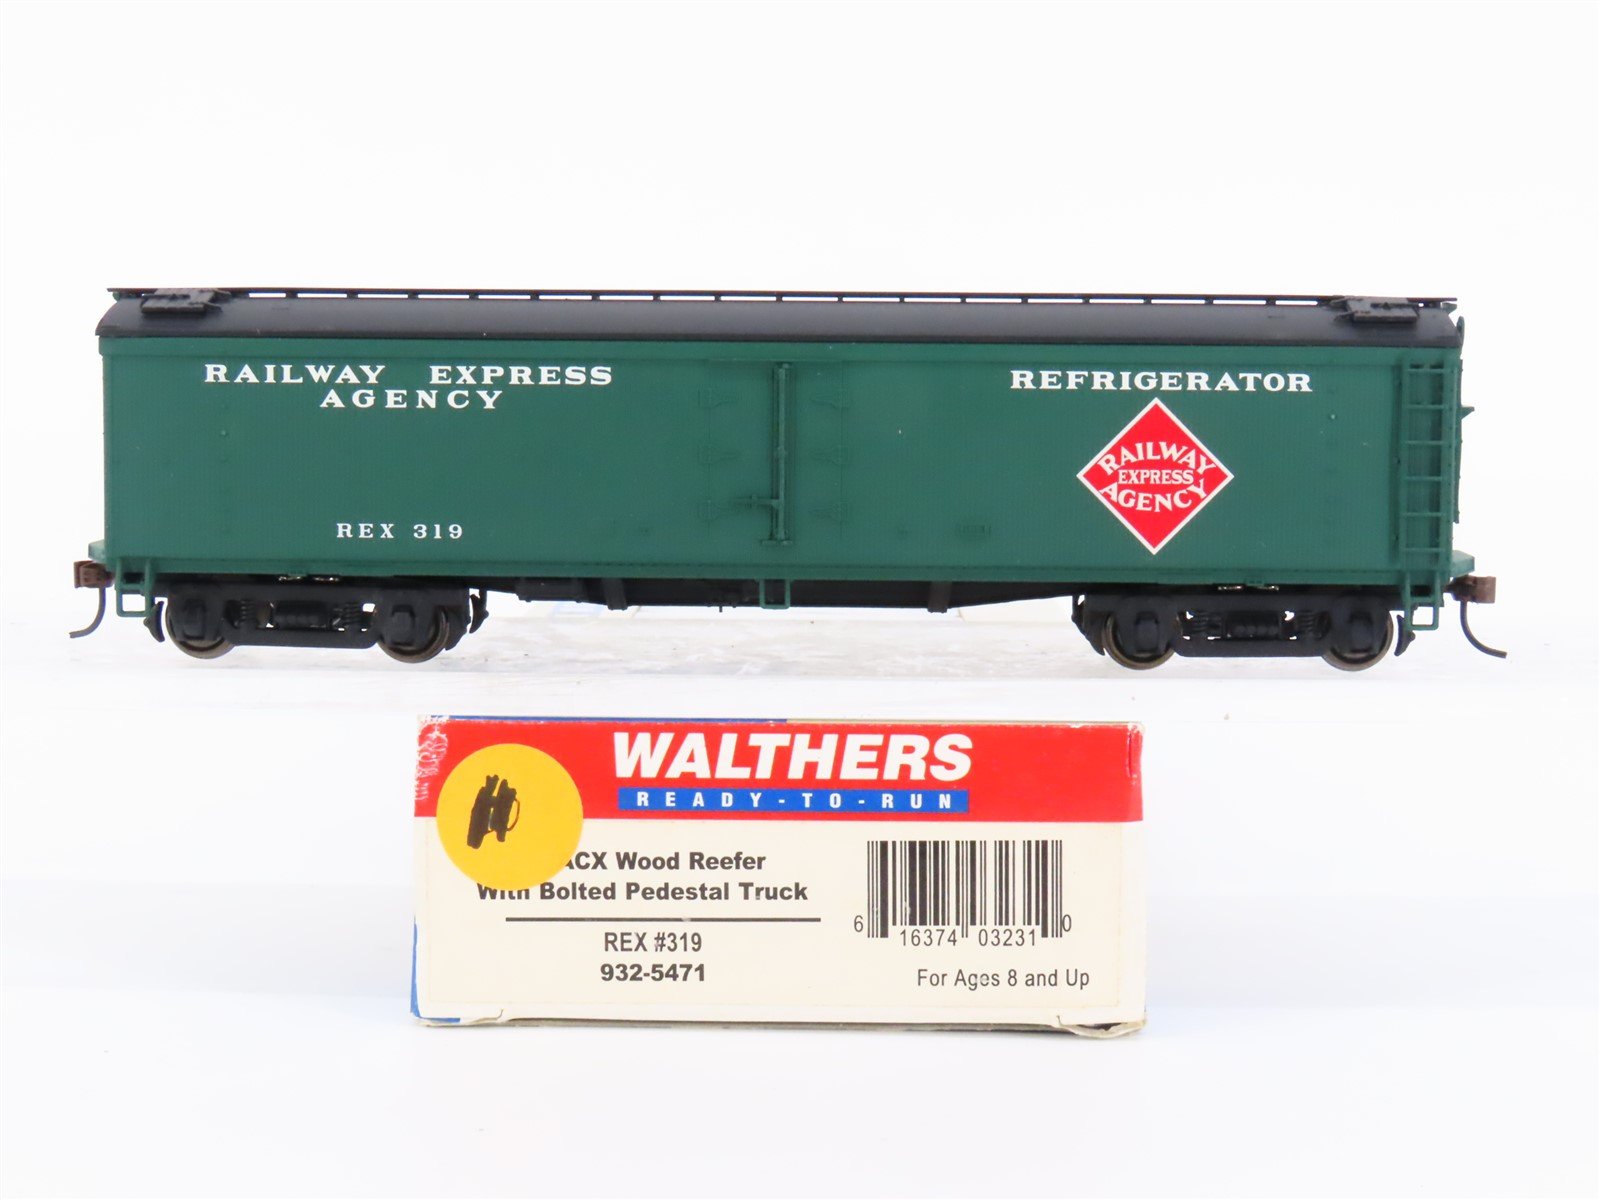 RAILWAY EXPRESS
AGENCY
REX 319
REFRIGERATOR
RAILWAY
EXPRESS
AGENCY
WALTHERS
READY-TO-RUN
ACX Wood Reefer
With Bolted Pedestal Truck
REX #319
932-5471
6 16374 03231 0
For Ages 8 and Up